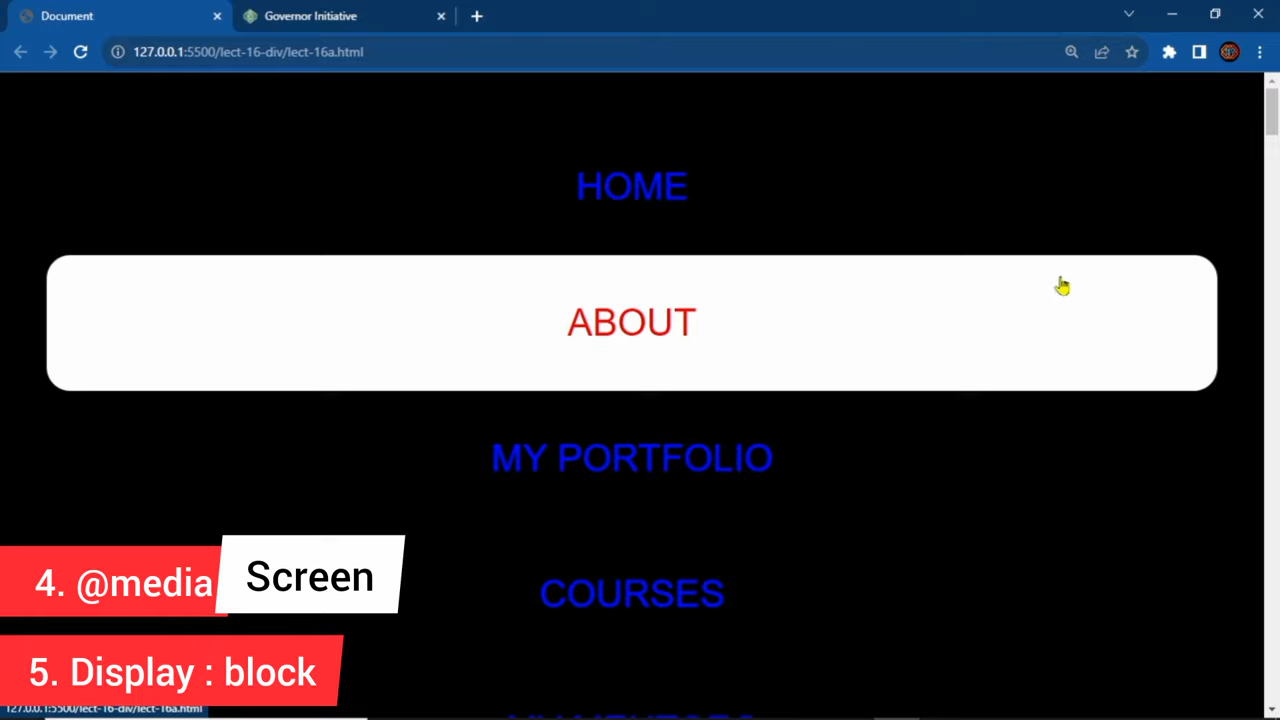 Document
Governor Initiative
127.0.0.1:5500/lect-16-div/lect-16a.html
HOME
ABOUT
MY PORTFOLIO
COURSES
4. @media
Screen
5. Display : block
127.0.0.1:5500/lect-16-div/lect-16a.html